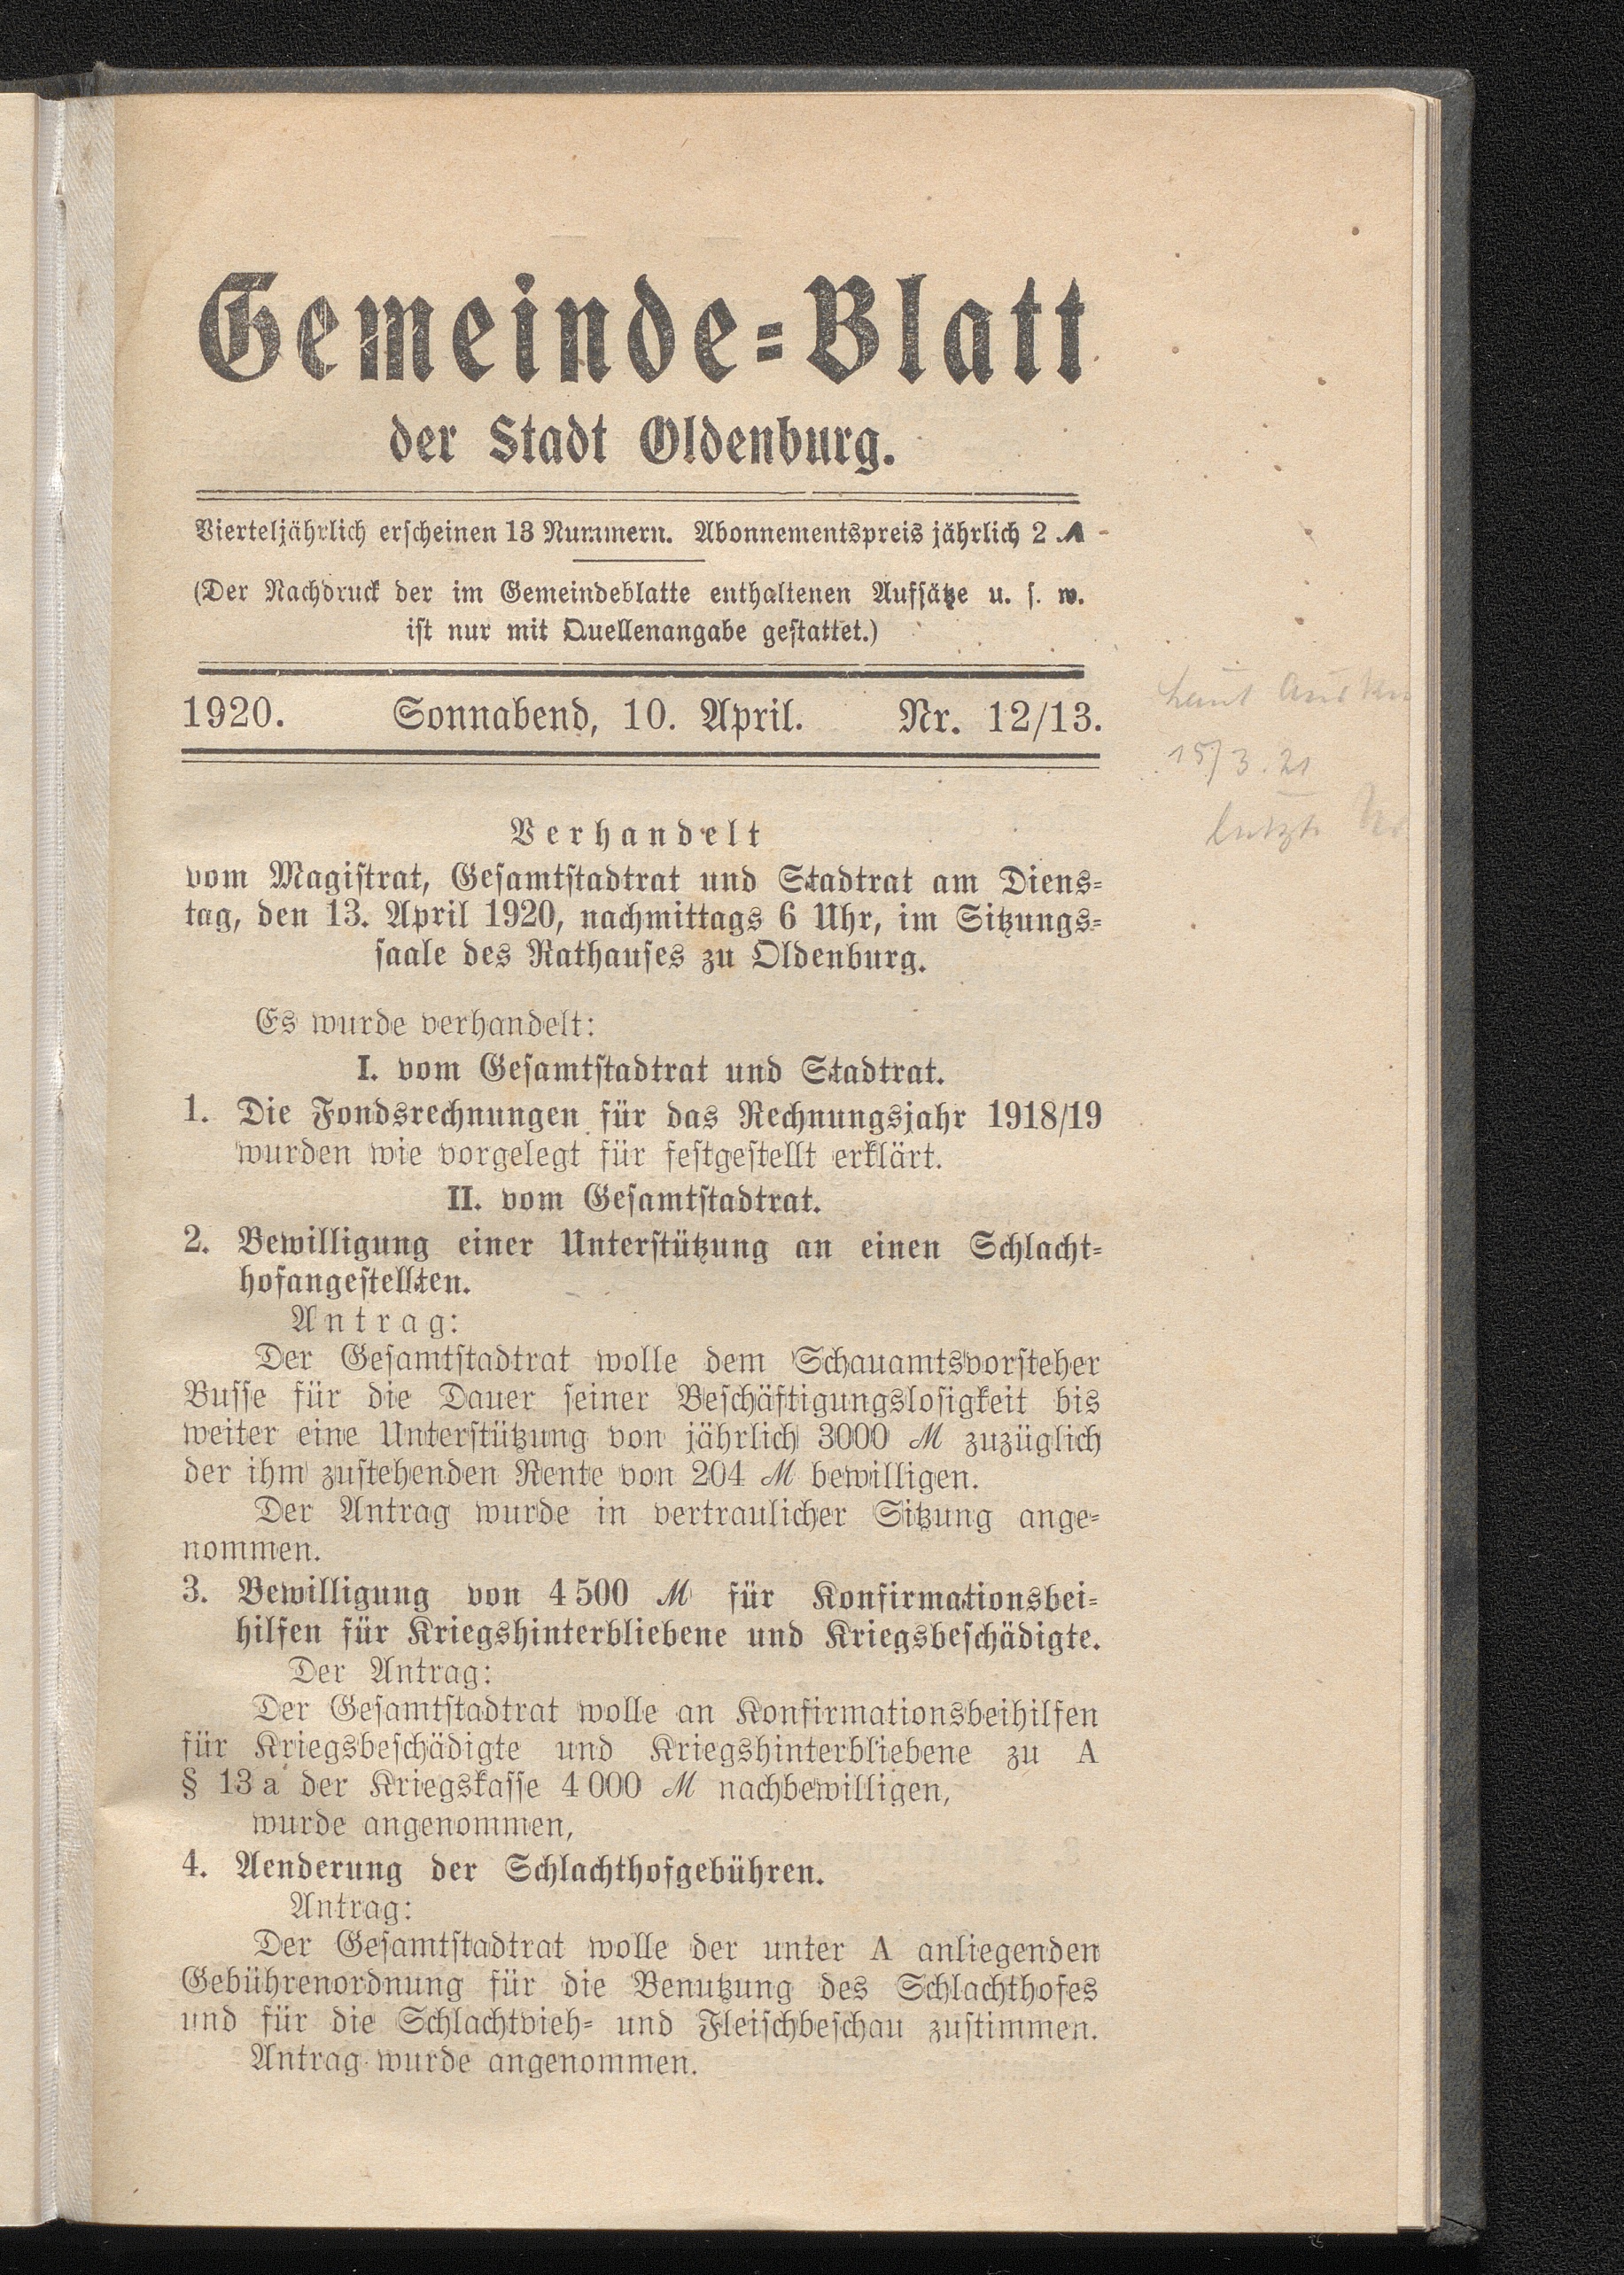 Gemeinde-Blatt
der Stadt Oldenburg.
Vierteljährlich erscheinen 13 Nummern. Abonnementspreis jährlich 2 ℳ
(Der Nachdruck der im Gemeindeblatte enthaltenen Aufsätze u. s. w.
ist nur mit Quellenangabe gestattet.)
1920. Sonnabend, 10. April. Nr. 12/13.
15/3.21
Verhandelt
vom Magistrat, Gesamtstadtrat und Stadtrat am Diens-
tag, den 13. April 1920, nachmittags 6 Uhr, im Sitzungs-
saale des Rathauses zu Oldenburg.
Es wurde verhandelt:
I. vom Gesamtstadtrat und Stadtrat.
1. Die Fondsrechnungen für das Rechnungsjahr 1918/19
wurden wie vorgelegt für festgestellt erklärt.
II. vom Gesamtstadtrat.
2. Bewilligung einer Unterstützung an einen Schlacht-
hofangestellten.
Antrag:
Der Gesamtstadtrat wolle dem Schauamtsvorsteher
Busse für die Dauer seiner Beschäftigungslosigkeit bis
weiter eine Unterstützung von jährlich 3000 ℳ zuzüglich
der ihm zustehenden Rente von 204 ℳ bewilligen.
Der Antrag wurde in vertraulicher Sitzung ange-
nommen.
3. Bewilligung von 4500 ℳ für Konfirmationsbei-
hilfen für Kriegshinterbliebene und Kriegsbeschädigte.
Der Antrag:
Der Gesamtstadtrat wolle an Konfirmationsbeihilfen
für Kriegsbeschädigte und Kriegshinterbliebene zu A
§ 13a der Kriegskasse 4000 ℳ nachbewilligen,
wurde angenommen,
4. Aenderung der Schlachthofgebühren.
Antrag:
Der Gesamtstadtrat wolle der unter A anliegenden
Gebührenordnung für die Benutzung des Schlachthofes
und für die Schlachtvieh- und Fleischbeschau zustimmen.
Antrag wurde angenommen.